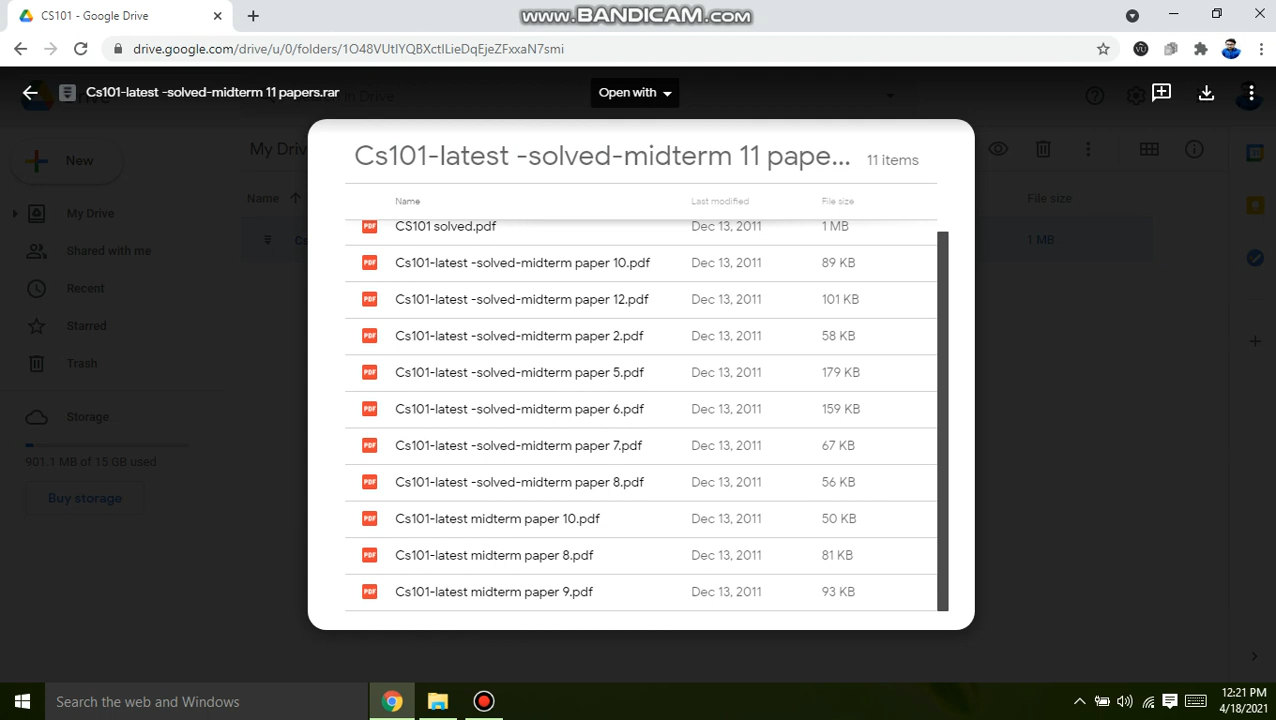 CS101 - Google Drive
www.BANDICAM.com
drive.google.com/drive/u/0/folders/1O48VUtIYQBXctILieDqEjeZFxxaN7smi
Cs101-latest -solved-midterm 11 papers.rar
Open with
New
My Drive
Shared with me
Recent
Starred
Trash
Storage
901.1 MB of 15 GB used
Buy storage
My Driv
Name
File size
1 MB
Cs101-latest -solved-midterm 11 pape...
11 items
Name Last modified File size
CS101 solved.pdf Dec 13, 2011 1 MB
Cs101-latest -solved-midterm paper 10.pdf Dec 13, 2011 89 KB
Cs101-latest -solved-midterm paper 12.pdf Dec 13, 2011 101 KB
Cs101-latest -solved-midterm paper 2.pdf Dec 13, 2011 58 KB
Cs101-latest -solved-midterm paper 5.pdf Dec 13, 2011 179 KB
Cs101-latest -solved-midterm paper 6.pdf Dec 13, 2011 159 KB
Cs101-latest -solved-midterm paper 7.pdf Dec 13, 2011 67 KB
Cs101-latest -solved-midterm paper 8.pdf Dec 13, 2011 56 KB
Cs101-latest midterm paper 10.pdf Dec 13, 2011 50 KB
Cs101-latest midterm paper 8.pdf Dec 13, 2011 81 KB
Cs101-latest midterm paper 9.pdf Dec 13, 2011 93 KB
Search the web and Windows
12:21 PM
4/18/2021